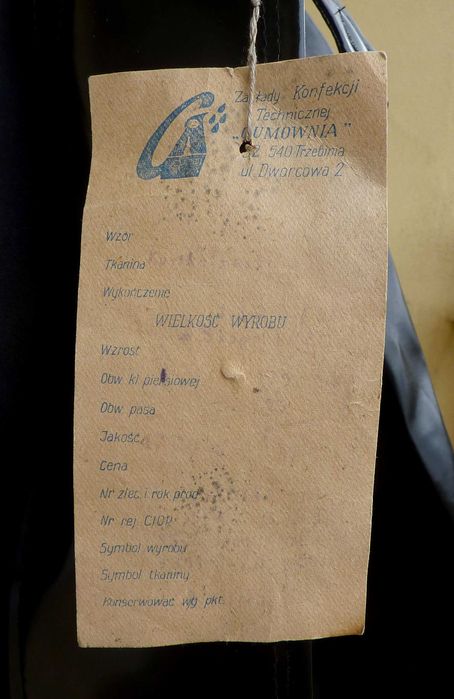 Zakłady Konfekcji
Technicznej
„GUMOWNIA"
32 540 Trzebinia
ul. Dworcowa 2
Wzór
Tkanina
Wykończenie
WIELKOŚĆ WYROBU
Wzrost
Obw. kl. piersiowej
Obw. pasa
Jakość
Cena
Nr zlec. i rok prod.
Nr rej. CIOP
Symbol wyrobu
Symbol tkaniny
Konserwować wg pkt.